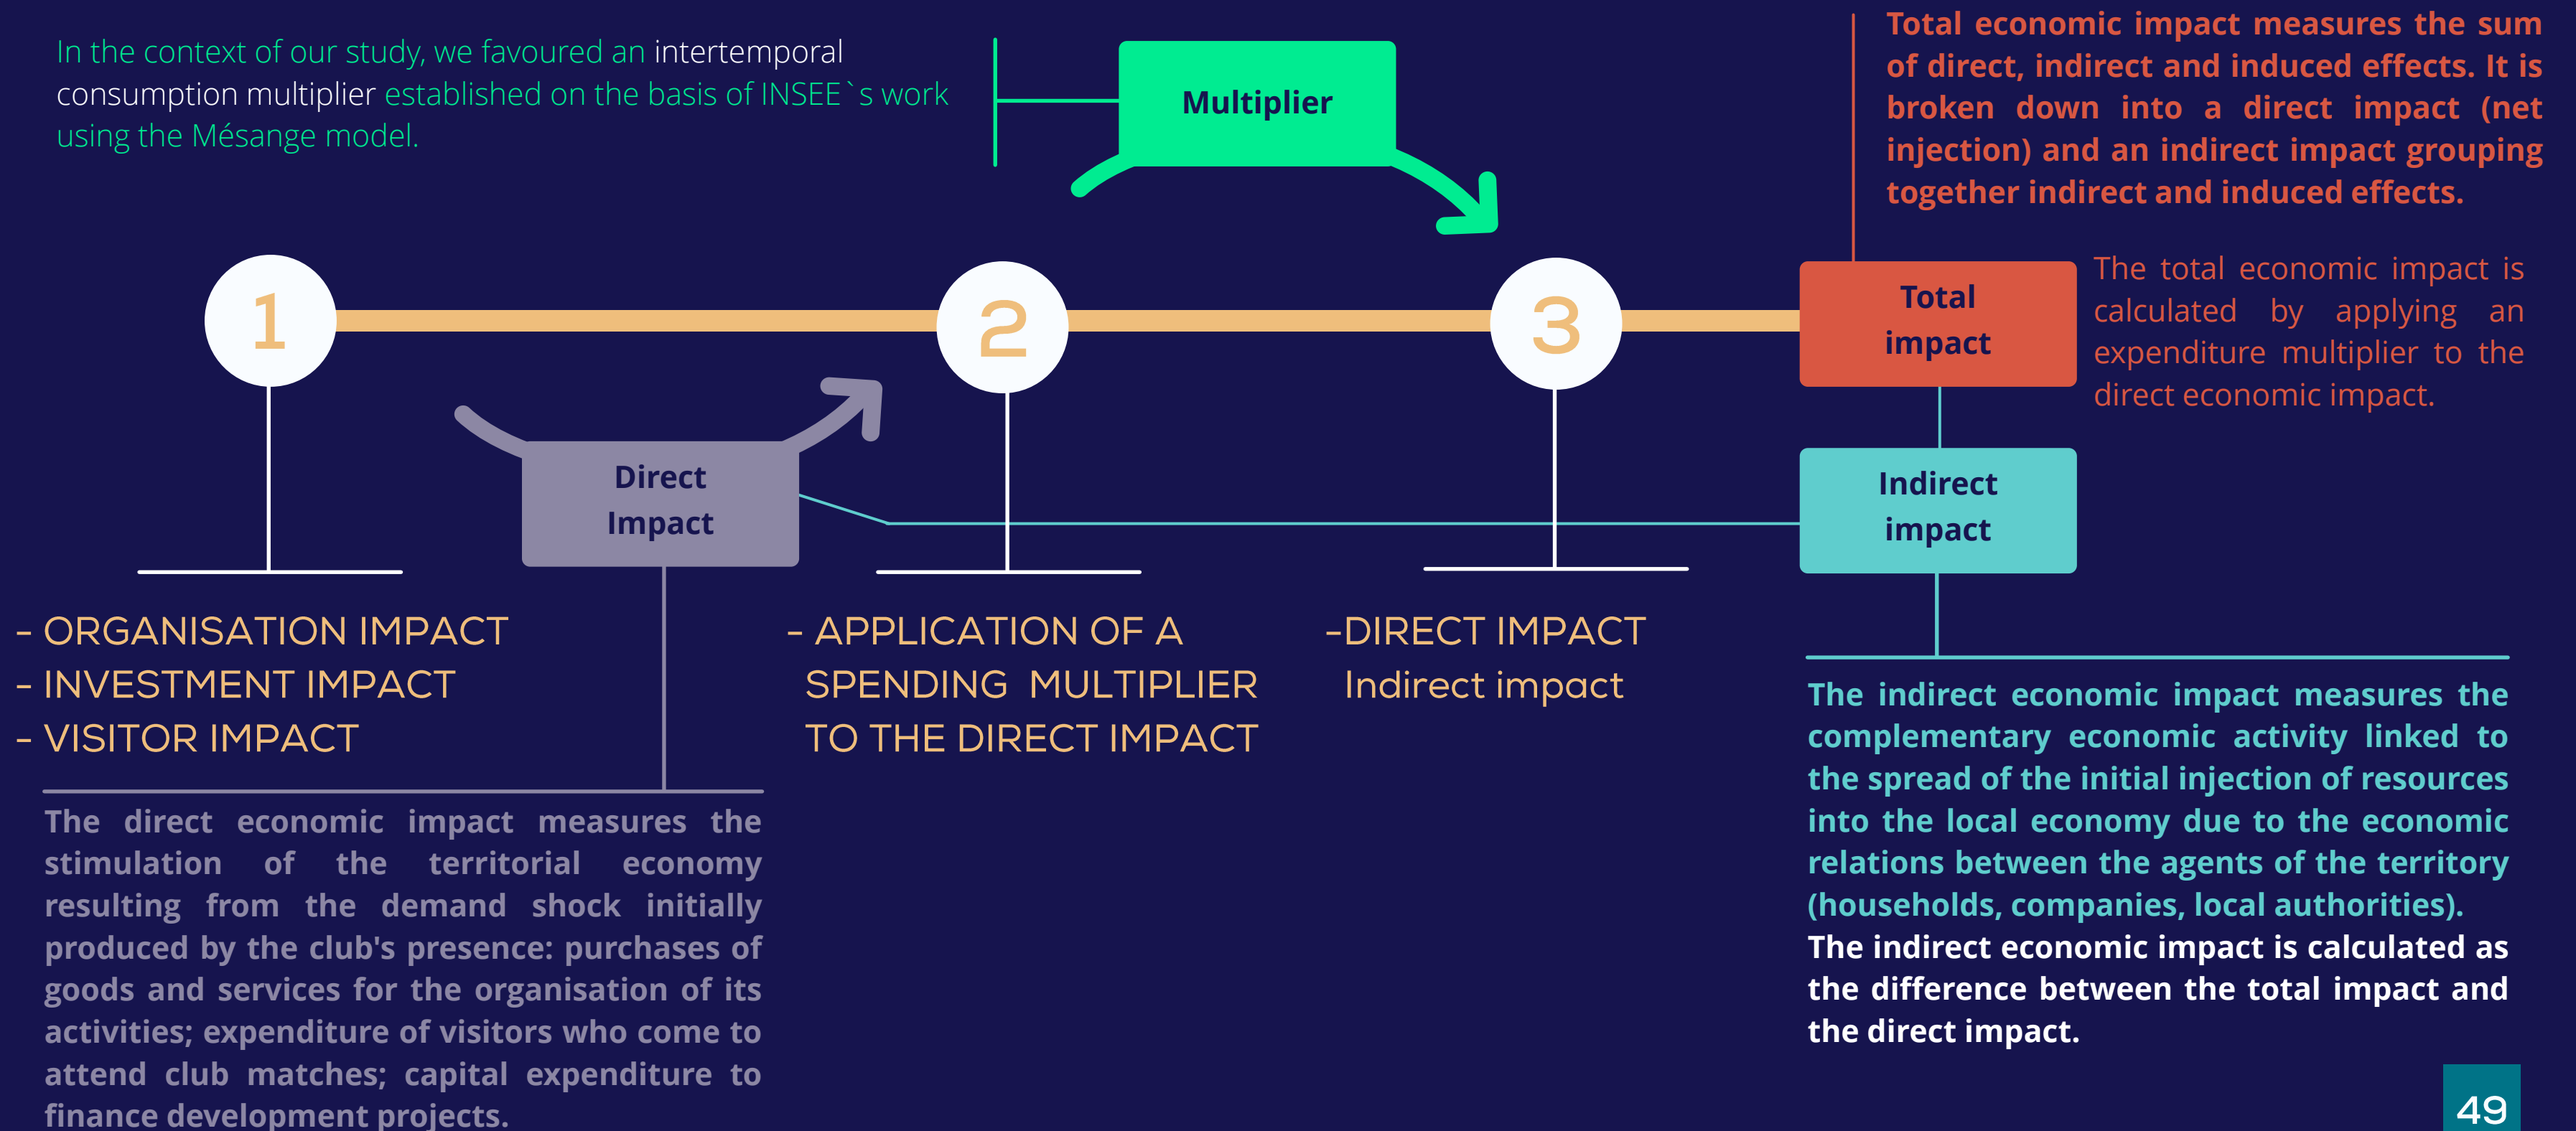 In the context of our study, we favoured an intertemporal
consumption multiplier established on the basis of INSEE`s work
using the Mésange model.
Multiplier
Total economic impact measures the sum
of direct, indirect and induced effects. It is
broken down into a direct impact (net
injection) and an indirect impact grouping
together indirect and induced effects.
1
2
3
Total
impact
The total economic impact is
calculated by applying an
expenditure multiplier to the
direct economic impact.
Direct
Impact
Indirect
impact
- ORGANISATION IMPACT
- INVESTMENT IMPACT
- VISITOR IMPACT
- APPLICATION OF A
SPENDING MULTIPLIER
TO THE DIRECT IMPACT
-DIRECT IMPACT
Indirect impact
The direct economic impact measures the
stimulation of the territorial economy
resulting from the demand shock initially
produced by the club's presence: purchases of
goods and services for the organisation of its
activities; expenditure of visitors who come to
attend club matches; capital expenditure to
finance development projects.
The indirect economic impact measures the
complementary economic activity linked to
the spread of the initial injection of resources
into the local economy due to the economic
relations between the agents of the territory
(households, companies, local authorities).
The indirect economic impact is calculated as
the difference between the total impact and
the direct impact.
49